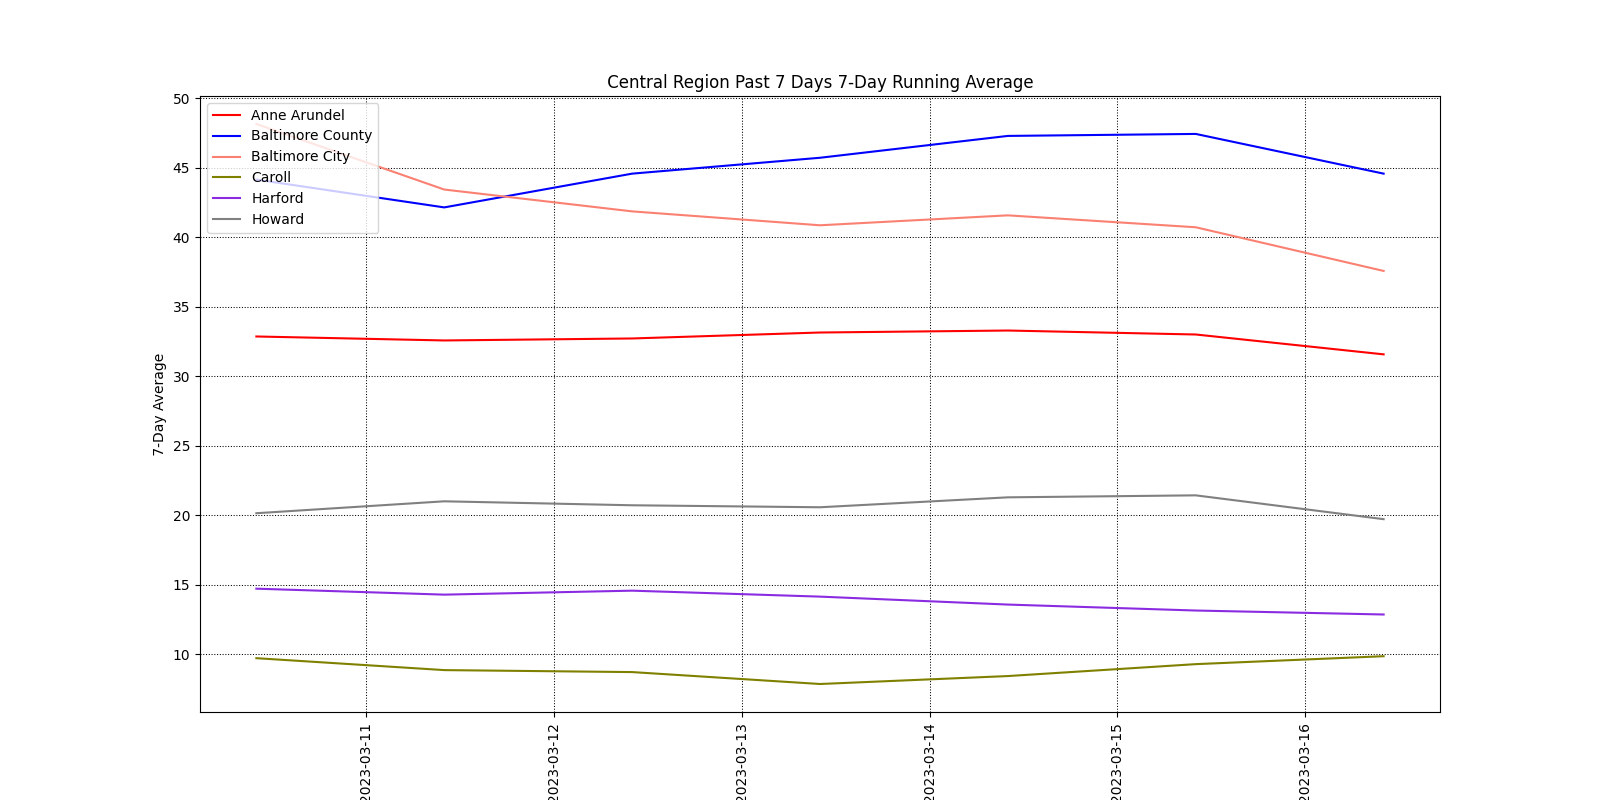 Central Region Past 7 Days 7-Day Running Average
50
45
40
35
30
25
20
15
10
7-Day Average
Anne Arundel
Baltimore County
Baltimore City
Caroll
Harford
Howard
2023-03-11
2023-03-12
2023-03-13
2023-03-14
2023-03-15
2023-03-16